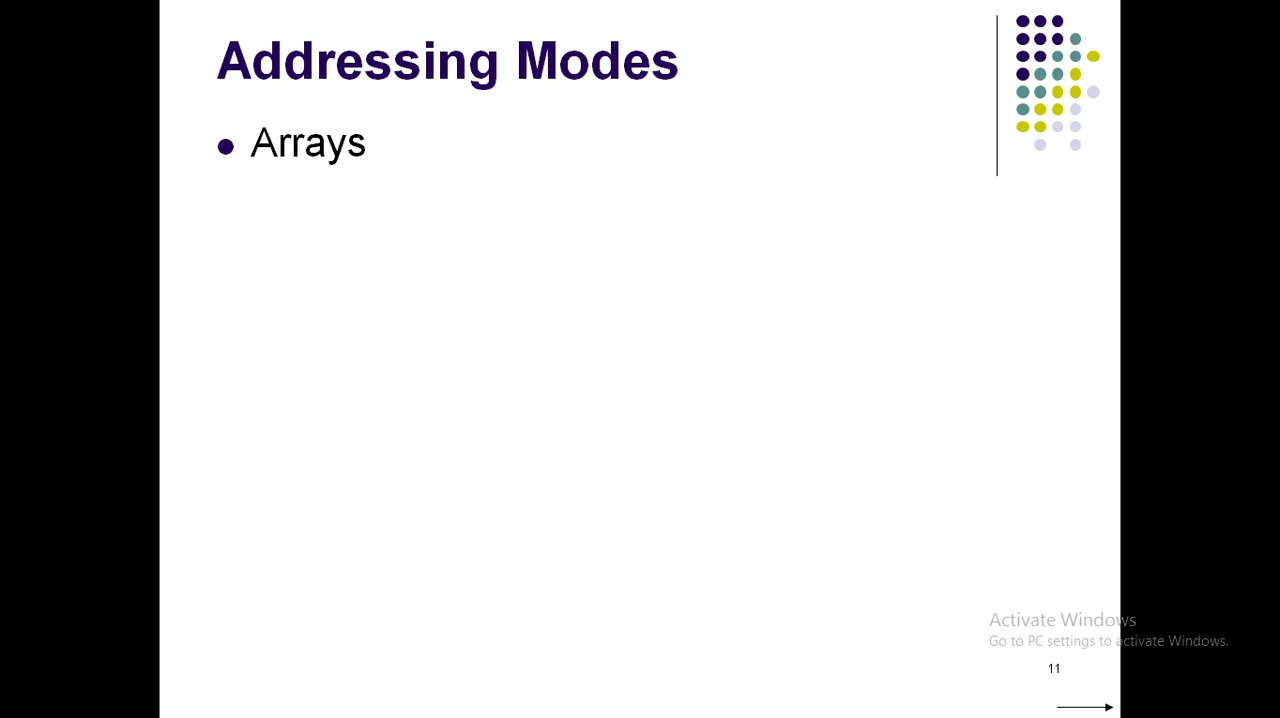 Addressing Modes
Arrays
Activate Windows
Go to PC settings to activate Windows.
11